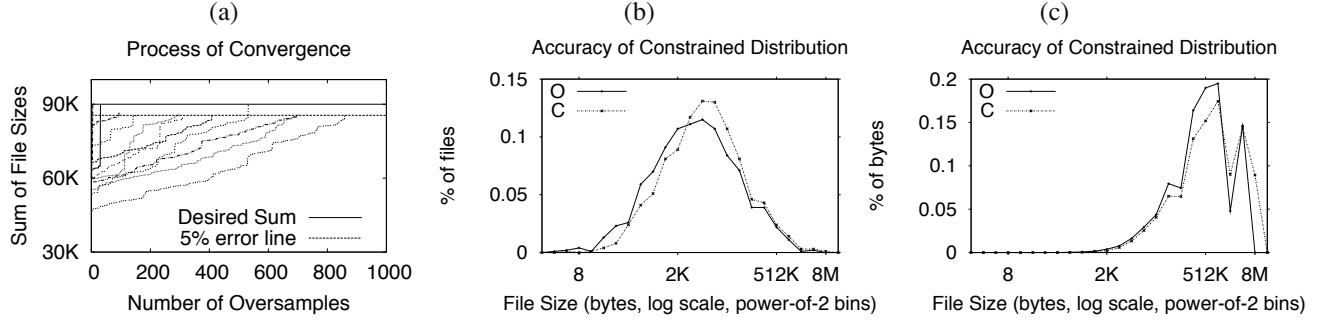 (a)
Process of Convergence
Sum of File Sizes
90K
60K
30K
Desired Sum
5% error line
0 200 400 600 800 1000
Number of Oversamples
(b)
Accuracy of Constrained Distribution
% of files
0.15
0.1
0.05
0
O
C
8 2K 512K 8M
File Size (bytes, log scale, power-of-2 bins)
(c)
Accuracy of Constrained Distribution
% of bytes
0.2
0.15
0.1
0.05
0
O
C
8 2K 512K 8M
File Size (bytes, log scale, power-of-2 bins)